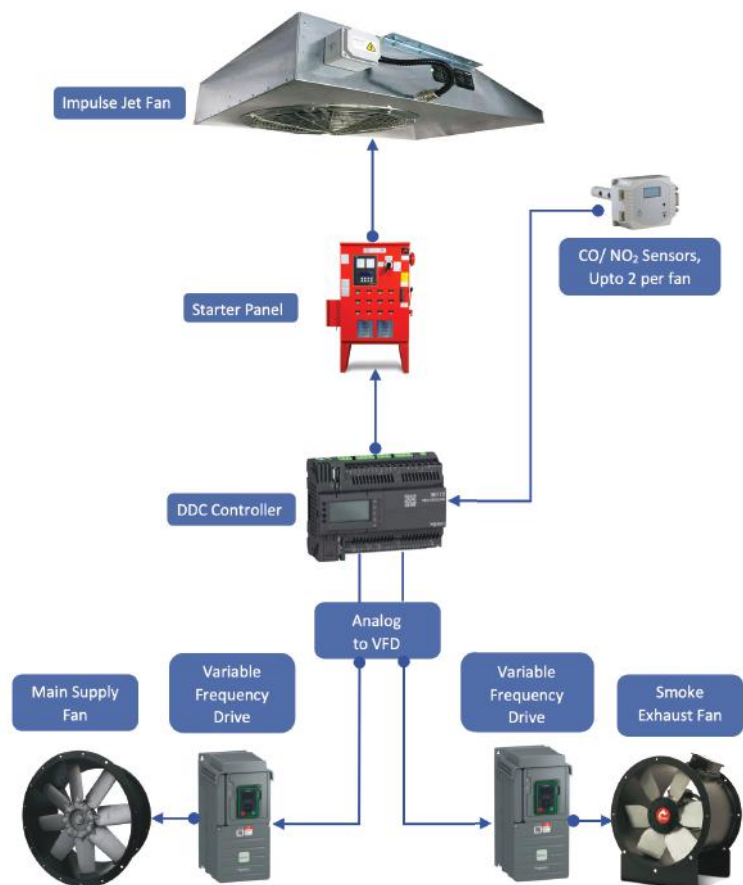 Impulse Jet Fan
CO/ NO₂ Sensors,
Upto 2 per fan
Starter Panel
DDC Controller
Analog
to VFD
Main Supply
Fan
Variable
Frequency
Drive
Variable
Frequency
Drive
Smoke
Exhaust Fan